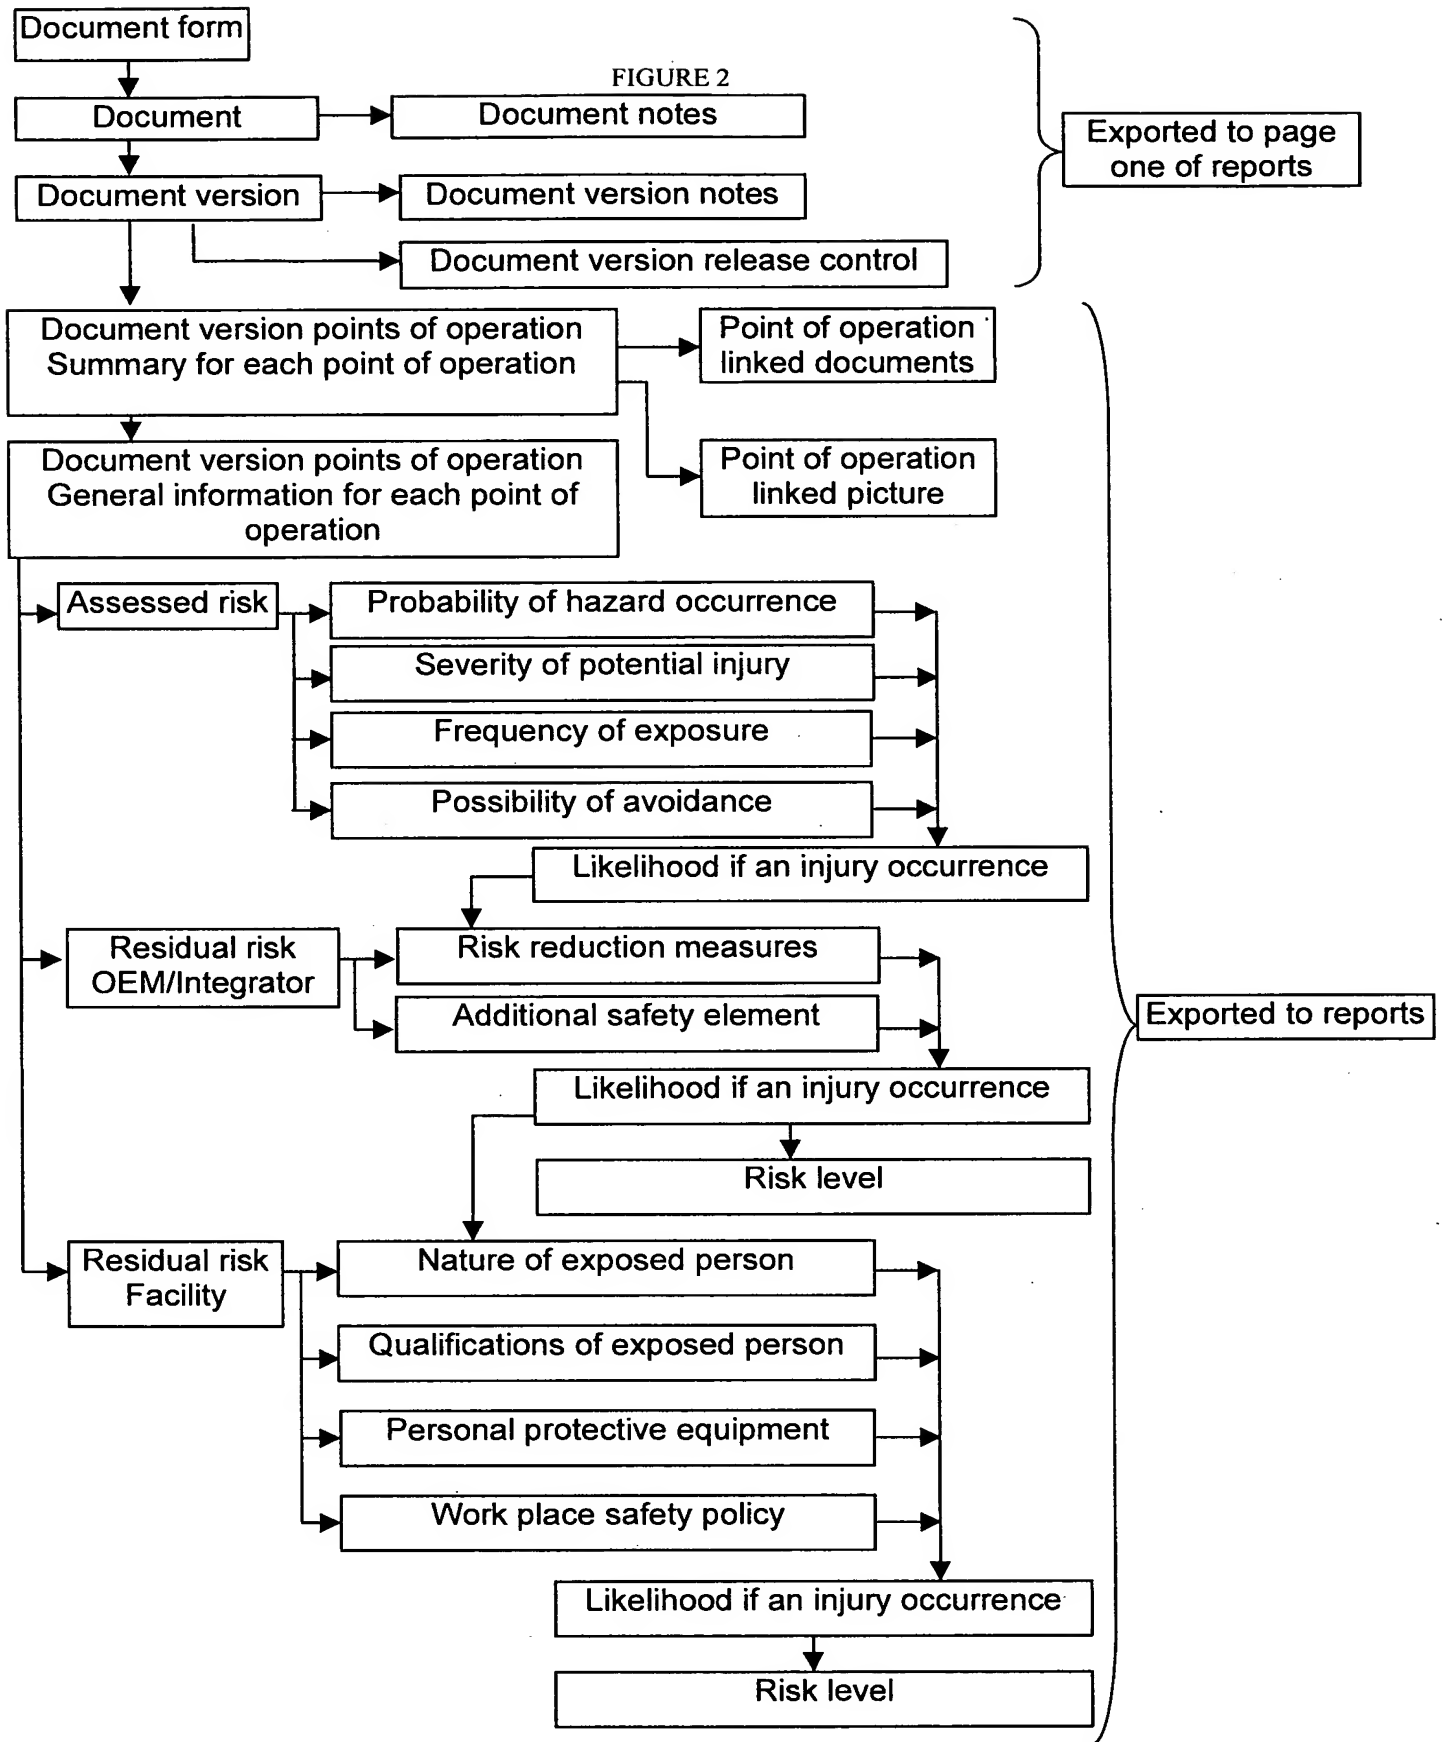 Document form
FIGURE 2
Document
Document notes
Exported to page
one of reports
Document version
Document version notes
Document version release control
Document version points of operation
Summary for each point of operation
Point of operation
linked documents
Document version points of operation
General information for each point of
operation
Point of operation
linked picture
Assessed risk
Probability of hazard occurrence
Severity of potential injury
Frequency of exposure
Possibility of avoidance
Likelihood if an injury occurrence
Residual risk
OEM/Integrator
Risk reduction measures
Additional safety element
Exported to reports
Likelihood if an injury occurrence
Risk level
Residual risk
Facility
Nature of exposed person
Qualifications of exposed person
Personal protective equipment
Work place safety policy
Likelihood if an injury occurrence
Risk level